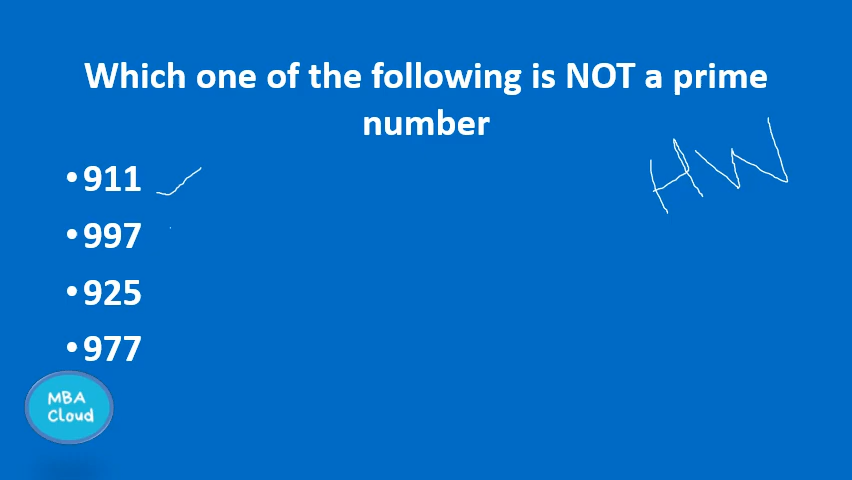 Which one of the following is NOT a prime
number
HW
• 911
• 997
• 925
• 977
MBA
Cloud